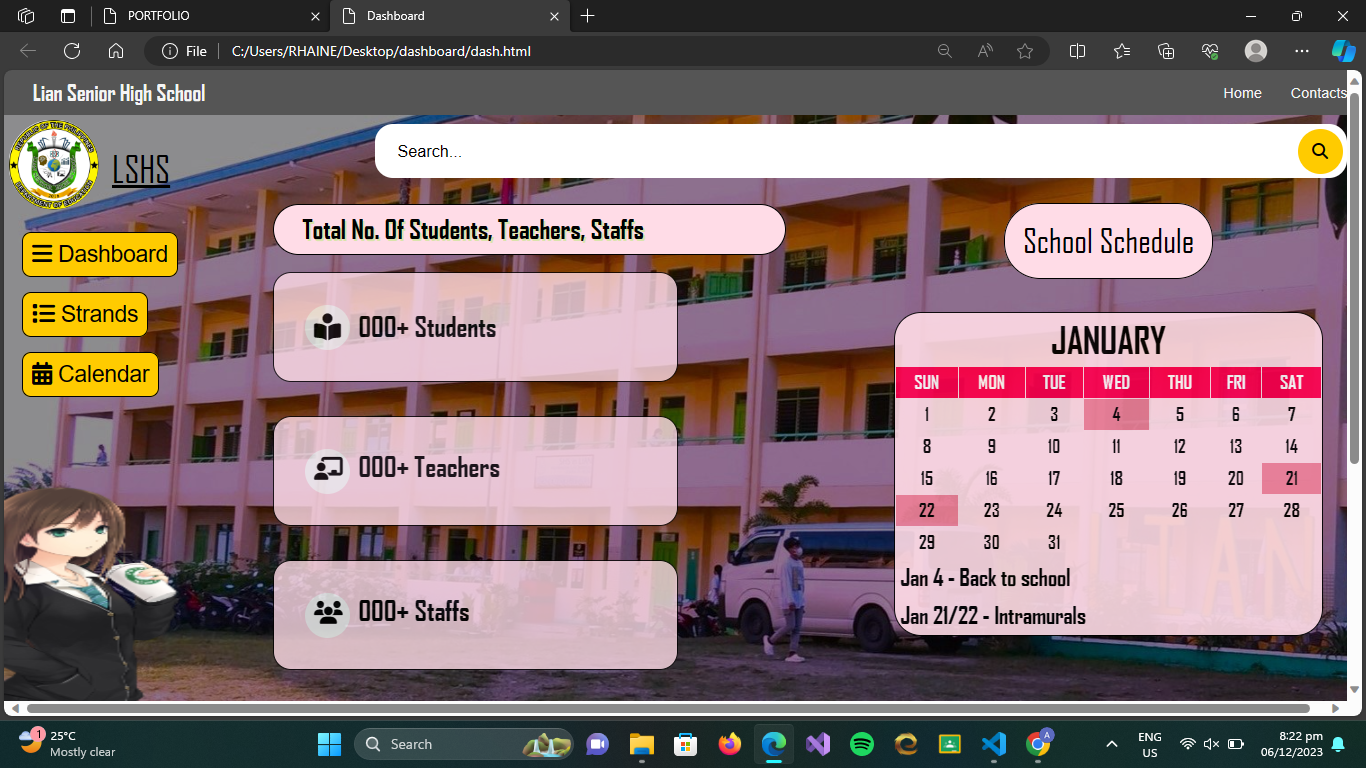 PORTFOLIO
Dashboard
File
C:/Users/RHAINE/Desktop/dashboard/dash.html
Lian Senior High School
Home
Contacts
LSHS
Search...
Total No. Of Students, Teachers, Staffs
School Schedule
Dashboard
Strands
Calendar
000+ Students
000+ Teachers
000+ Staffs
JANUARY
SUN MON TUE WED THU FRI SAT
1 2 3 4 5 6 7
8 9 10 11 12 13 14
15 16 17 18 19 20 21
22 23 24 25 26 27 28
29 30 31
Jan 4 - Back to school
Jan 21/22 - Intramurals
1
25°C
Mostly clear
Search
A
ENG
US
8:22 pm
06/12/2023